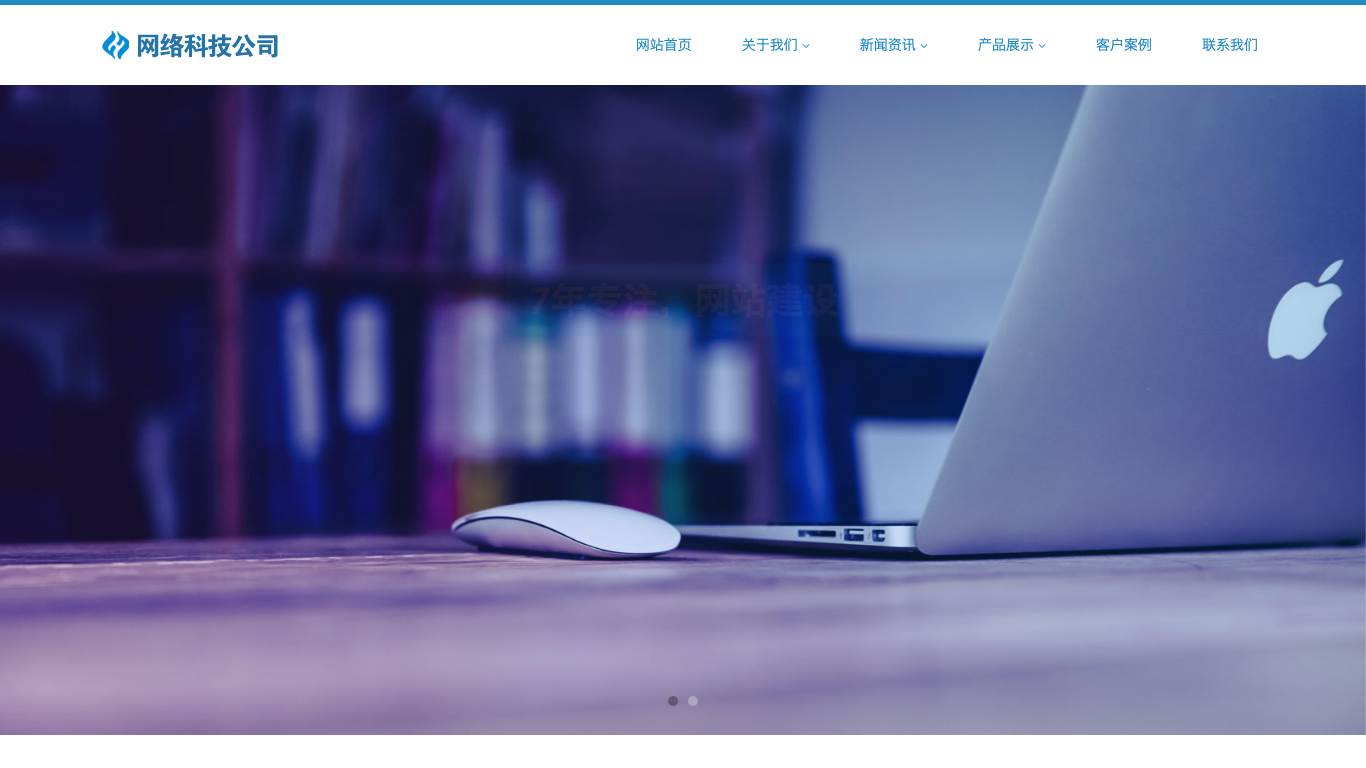 网络科技公司
网站首页
关于我们
新闻资讯
产品展示
客户案例
联系我们
7年专注，网站建设